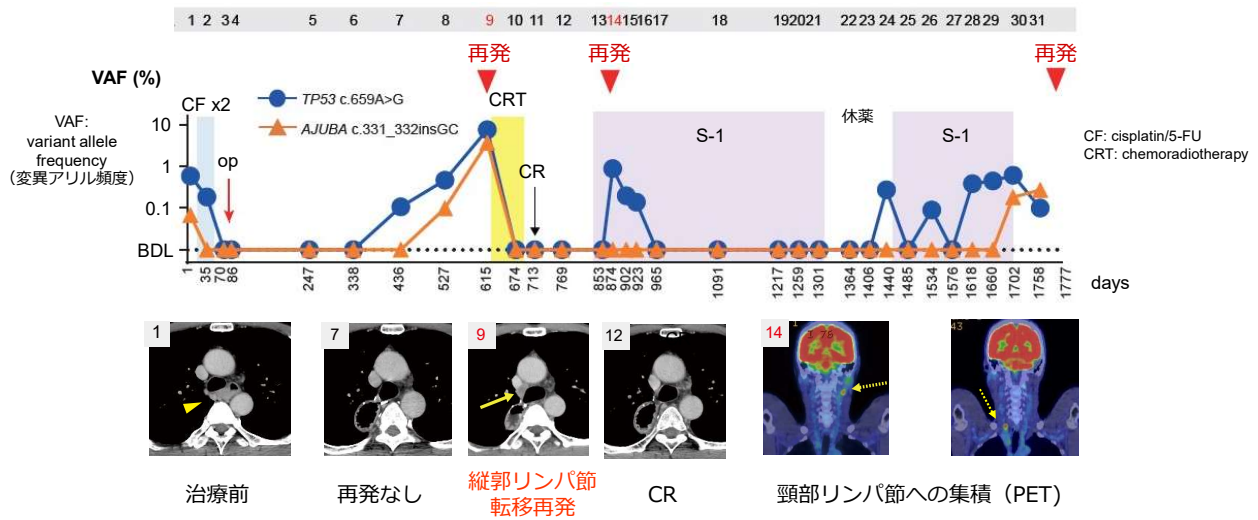 1 2 3 4 5 6 7 8 9 10 11 12 13 14 15 16 17 18 19 20 21 22 23 24 25 26 27 28 29 30 31
再発 再発 再発
VAF (%)
VAF:
variant allele
frequency
(変異アリル頻度)
CF x2
TP53 c.659A>G
AJUBA c.331_332insGC
CRT
S-1
休薬
S-1
CF: cisplatin/5-FU
CRT: chemoradiotherapy
op
CR
10
1
0.1
BDL
1 35 70 86 247 338 436 527 615 674 713 769 853 874 902 923 965 1091 1217 1259 1301 1364 1406 1440 1485 1534 1576 1618 1660 1702 1758 1777
days
1 7 9 12 14
43
治療前
再発なし
縦郭リンパ節
転移再発
CR
頸部リンパ節への集積（PET)